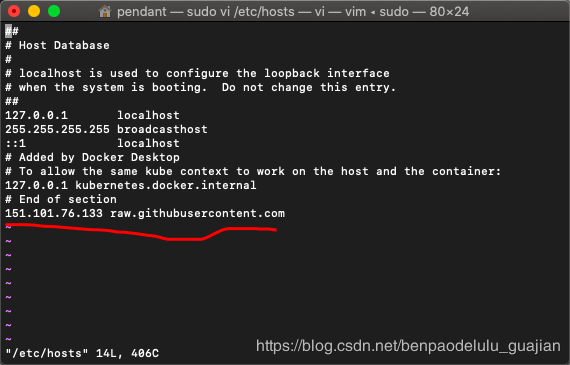 pendant — sudo vi /etc/hosts — vi — vim ◂ sudo — 80×24
##
# Host Database
#
# localhost is used to configure the loopback interface
# when the system is booting.  Do not change this entry.
##
127.0.0.1       localhost
255.255.255.255 broadcasthost
::1             localhost
# Added by Docker Desktop
# To allow the same kube context to work on the host and the container:
127.0.0.1 kubernetes.docker.internal
# End of section
151.101.76.133 raw.githubusercontent.com
~
~
~
~
~
~
~
~
~
"/etc/hosts" 14L, 406C
https://blog.csdn.net/benpaodelulu_guajian